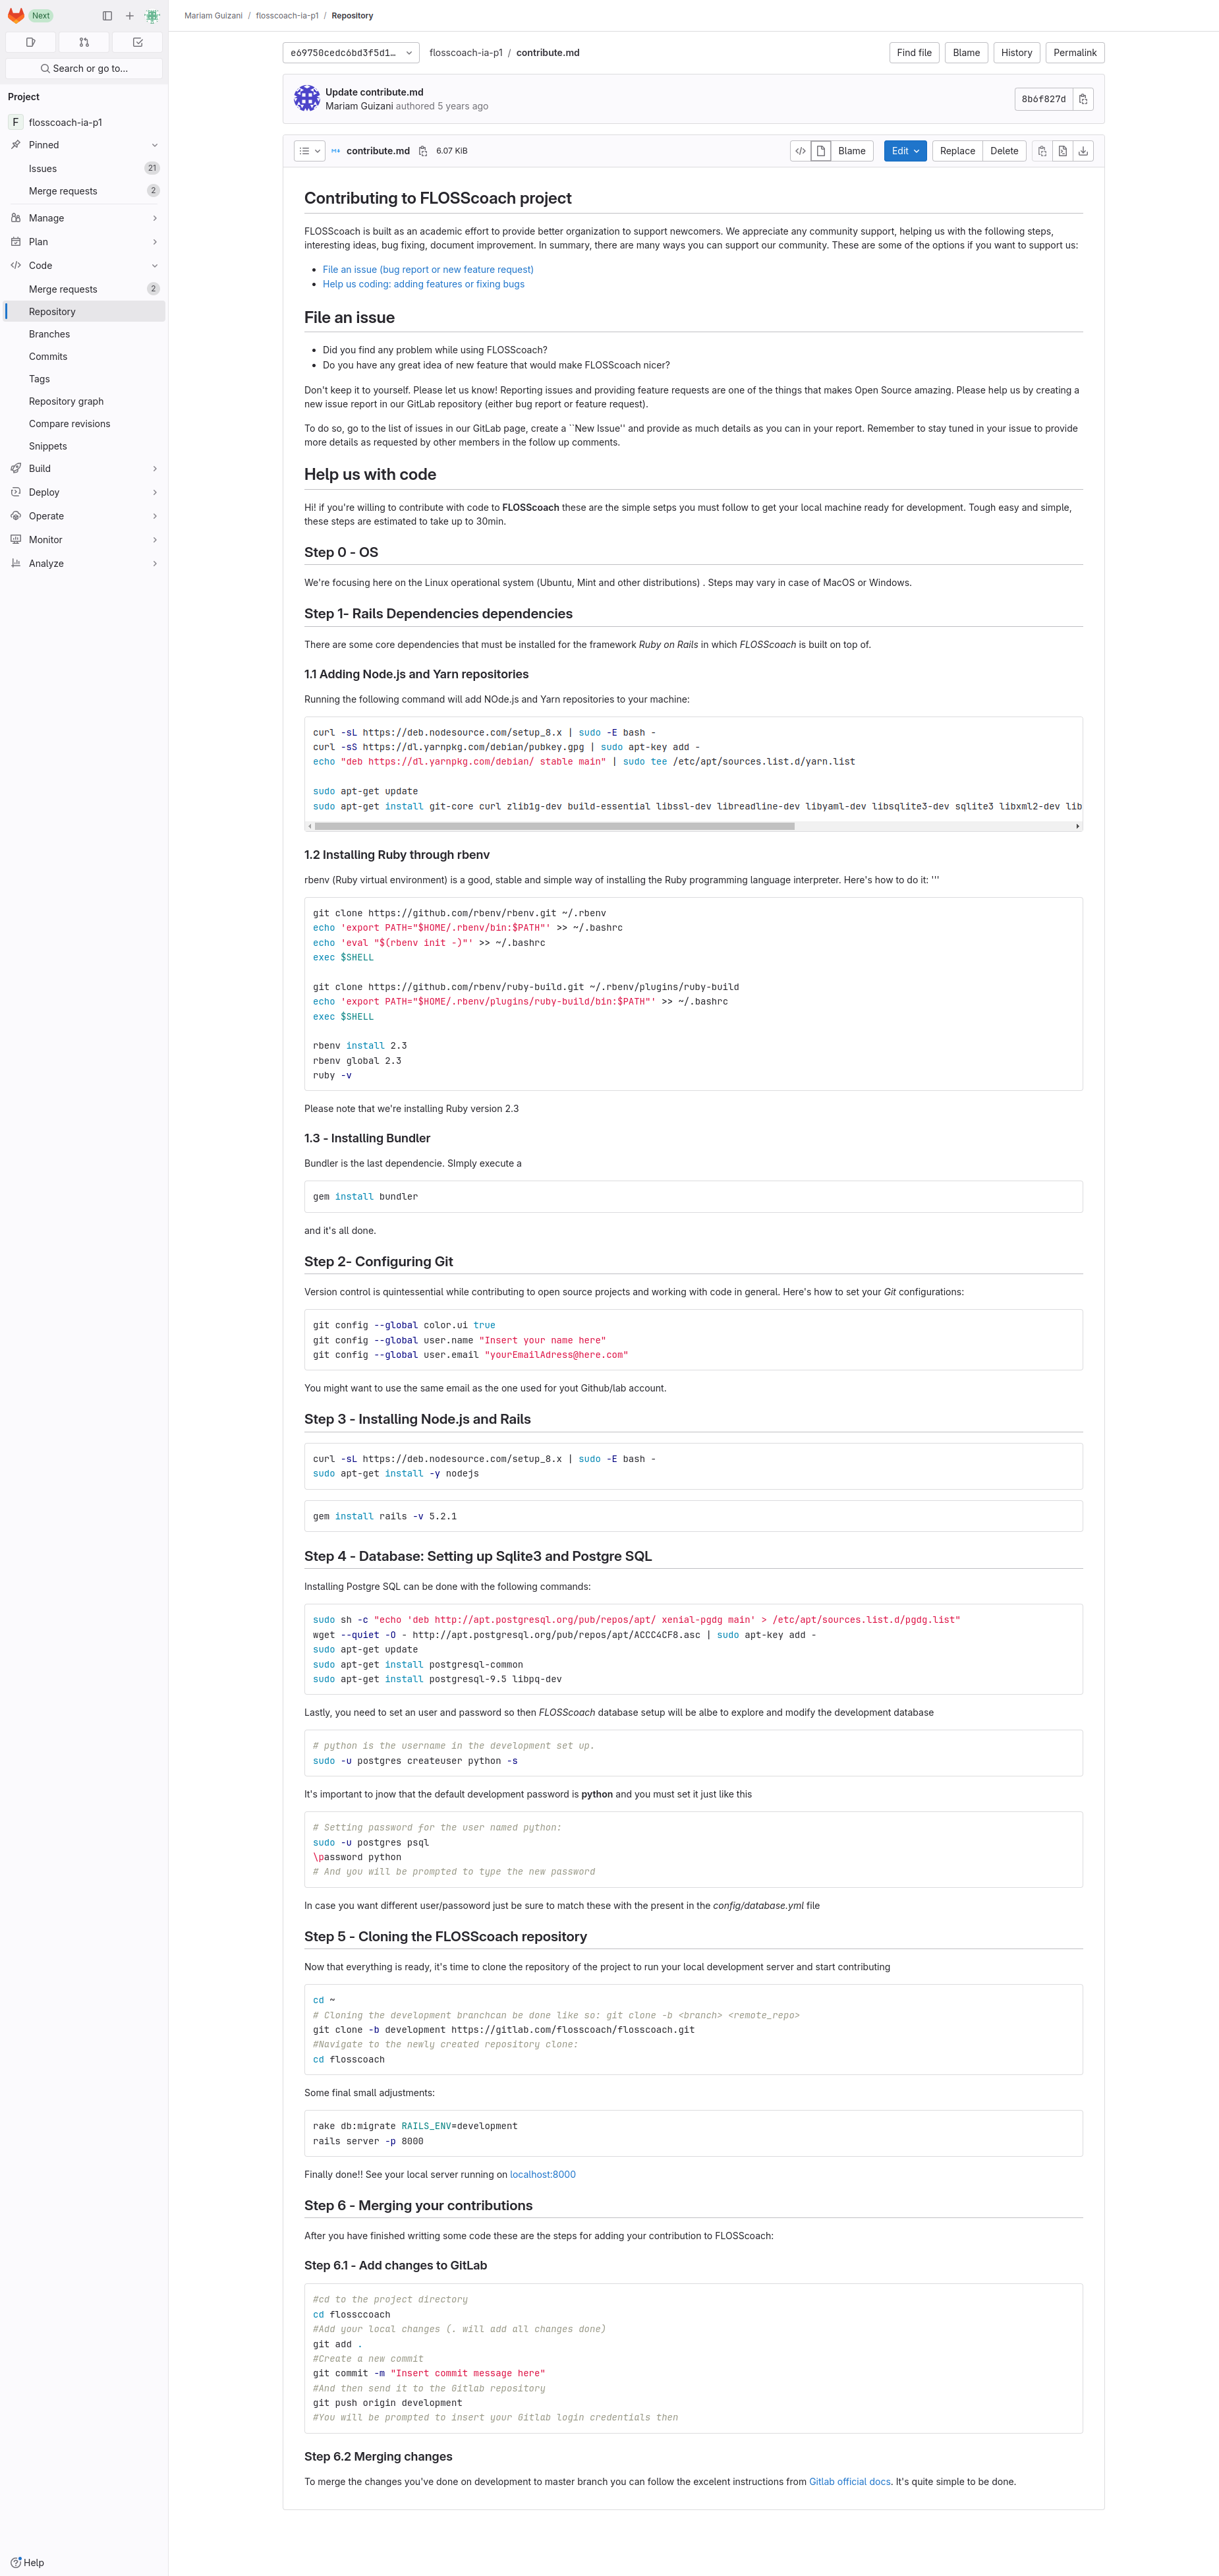 Next
Search or go to...
Project
F flosscoach-ia-p1
Pinned
Issues 21
Merge requests 2
Manage
Plan
Code
Merge requests 2
Repository
Branches
Commits
Tags
Repository graph
Compare revisions
Snippets
Build
Deploy
Operate
Monitor
Analyze
Help
Mariam Guizani / flosscoach-ia-p1 / Repository
e69750cedc6bd3f5d1... flosscoach-ia-p1 / contribute.md Find file Blame History Permalink
Update contribute.md
Mariam Guizani authored 5 years ago
8b6f827d
contribute.md 6.07 KiB Blame Edit Replace Delete
Contributing to FLOSScoach project
FLOSScoach is built as an academic effort to provide better organization to support newcomers. We appreciate any community support, helping us with the following steps,
interesting ideas, bug fixing, document improvement. In summary, there are many ways you can support our community. These are some of the options if you want to support us:
• File an issue (bug report or new feature request)
• Help us coding: adding features or fixing bugs
File an issue
• Did you find any problem while using FLOSScoach?
• Do you have any great idea of new feature that would make FLOSScoach nicer?
Don't keep it to yourself. Please let us know! Reporting issues and providing feature requests are one of the things that makes Open Source amazing. Please help us by creating a
new issue report in our GitLab repository (either bug report or feature request).
To do so, go to the list of issues in our GitLab page, create a ``New Issue'' and provide as much details as you can in your report. Remember to stay tuned in your issue to provide
more details as requested by other members in the follow up comments.
Help us with code
Hi! if you're willing to contribute with code to FLOSScoach these are the simple setps you must follow to get your local machine ready for development. Tough easy and simple,
these steps are estimated to take up to 30min.
Step 0 - OS
We're focusing here on the Linux operational system (Ubuntu, Mint and other distributions) . Steps may vary in case of MacOS or Windows.
Step 1- Rails Dependencies dependencies
There are some core dependencies that must be installed for the framework Ruby on Rails in which FLOSScoach is built on top of.
1.1 Adding Node.js and Yarn repositories
Running the following command will add NOde.js and Yarn repositories to your machine:
curl -sL https://deb.nodesource.com/setup_8.x | sudo -E bash -
curl -sS https://dl.yarnpkg.com/debian/pubkey.gpg | sudo apt-key add -
echo "deb https://dl.yarnpkg.com/debian/ stable main" | sudo tee /etc/apt/sources.list.d/yarn.list
sudo apt-get update
sudo apt-get install git-core curl zlib1g-dev build-essential libssl-dev libreadline-dev libyaml-dev libsqlite3-dev sqlite3 libxml2-dev lib
1.2 Installing Ruby through rbenv
rbenv (Ruby virtual environment) is a good, stable and simple way of installing the Ruby programming language interpreter. Here's how to do it: '''
git clone https://github.com/rbenv/rbenv.git ~/.rbenv
echo 'export PATH="$HOME/.rbenv/bin:$PATH"' >> ~/.bashrc
echo 'eval "$(rbenv init -)"' >> ~/.bashrc
exec $SHELL
git clone https://github.com/rbenv/ruby-build.git ~/.rbenv/plugins/ruby-build
echo 'export PATH="$HOME/.rbenv/plugins/ruby-build/bin:$PATH"' >> ~/.bashrc
exec $SHELL
rbenv install 2.3
rbenv global 2.3
ruby -v
Please note that we're installing Ruby version 2.3
1.3 - Installing Bundler
Bundler is the last dependencie. SImply execute a
gem install bundler
and it's all done.
Step 2- Configuring Git
Version control is quintessential while contributing to open source projects and working with code in general. Here's how to set your Git configurations:
git config --global color.ui true
git config --global user.name "Insert your name here"
git config --global user.email "yourEmailAdress@here.com"
You might want to use the same email as the one used for yout Github/lab account.
Step 3 - Installing Node.js and Rails
curl -sL https://deb.nodesource.com/setup_8.x | sudo -E bash -
sudo apt-get install -y nodejs
gem install rails -v 5.2.1
Step 4 - Database: Setting up Sqlite3 and Postgre SQL
Installing Postgre SQL can be done with the following commands:
sudo sh -c "echo 'deb http://apt.postgresql.org/pub/repos/apt/ xenial-pgdg main' > /etc/apt/sources.list.d/pgdg.list"
wget --quiet -O - http://apt.postgresql.org/pub/repos/apt/ACCC4CF8.asc | sudo apt-key add -
sudo apt-get update
sudo apt-get install postgresql-common
sudo apt-get install postgresql-9.5 libpq-dev
Lastly, you need to set an user and password so then FLOSScoach database setup will be albe to explore and modify the development database
# python is the username in the development set up.
sudo -u postgres createuser python -s
It's important to jnow that the default development password is python and you must set it just like this
# Setting password for the user named python:
sudo -u postgres psql
\password python
# And you will be prompted to type the new password
In case you want different user/passoword just be sure to match these with the present in the config/database.yml file
Step 5 - Cloning the FLOSScoach repository
Now that everything is ready, it's time to clone the repository of the project to run your local development server and start contributing
cd ~
# Cloning the development branchcan be done like so: git clone -b <branch> <remote_repo>
git clone -b development https://gitlab.com/flosscoach/flosscoach.git
#Navigate to the newly created repository clone:
cd flosscoach
Some final small adjustments:
rake db:migrate RAILS_ENV=development
rails server -p 8000
Finally done!! See your local server running on localhost:8000
Step 6 - Merging your contributions
After you have finished writting some code these are the steps for adding your contribution to FLOSScoach:
Step 6.1 - Add changes to GitLab
#cd to the project directory
cd flossccoach
#Add your local changes (. will add all changes done)
git add .
#Create a new commit
git commit -m "Insert commit message here"
#And then send it to the Gitlab repository
git push origin development
#You will be prompted to insert your Gitlab login credentials then
Step 6.2 Merging changes
To merge the changes you've done on development to master branch you can follow the excelent instructions from Gitlab official docs. It's quite simple to be done.